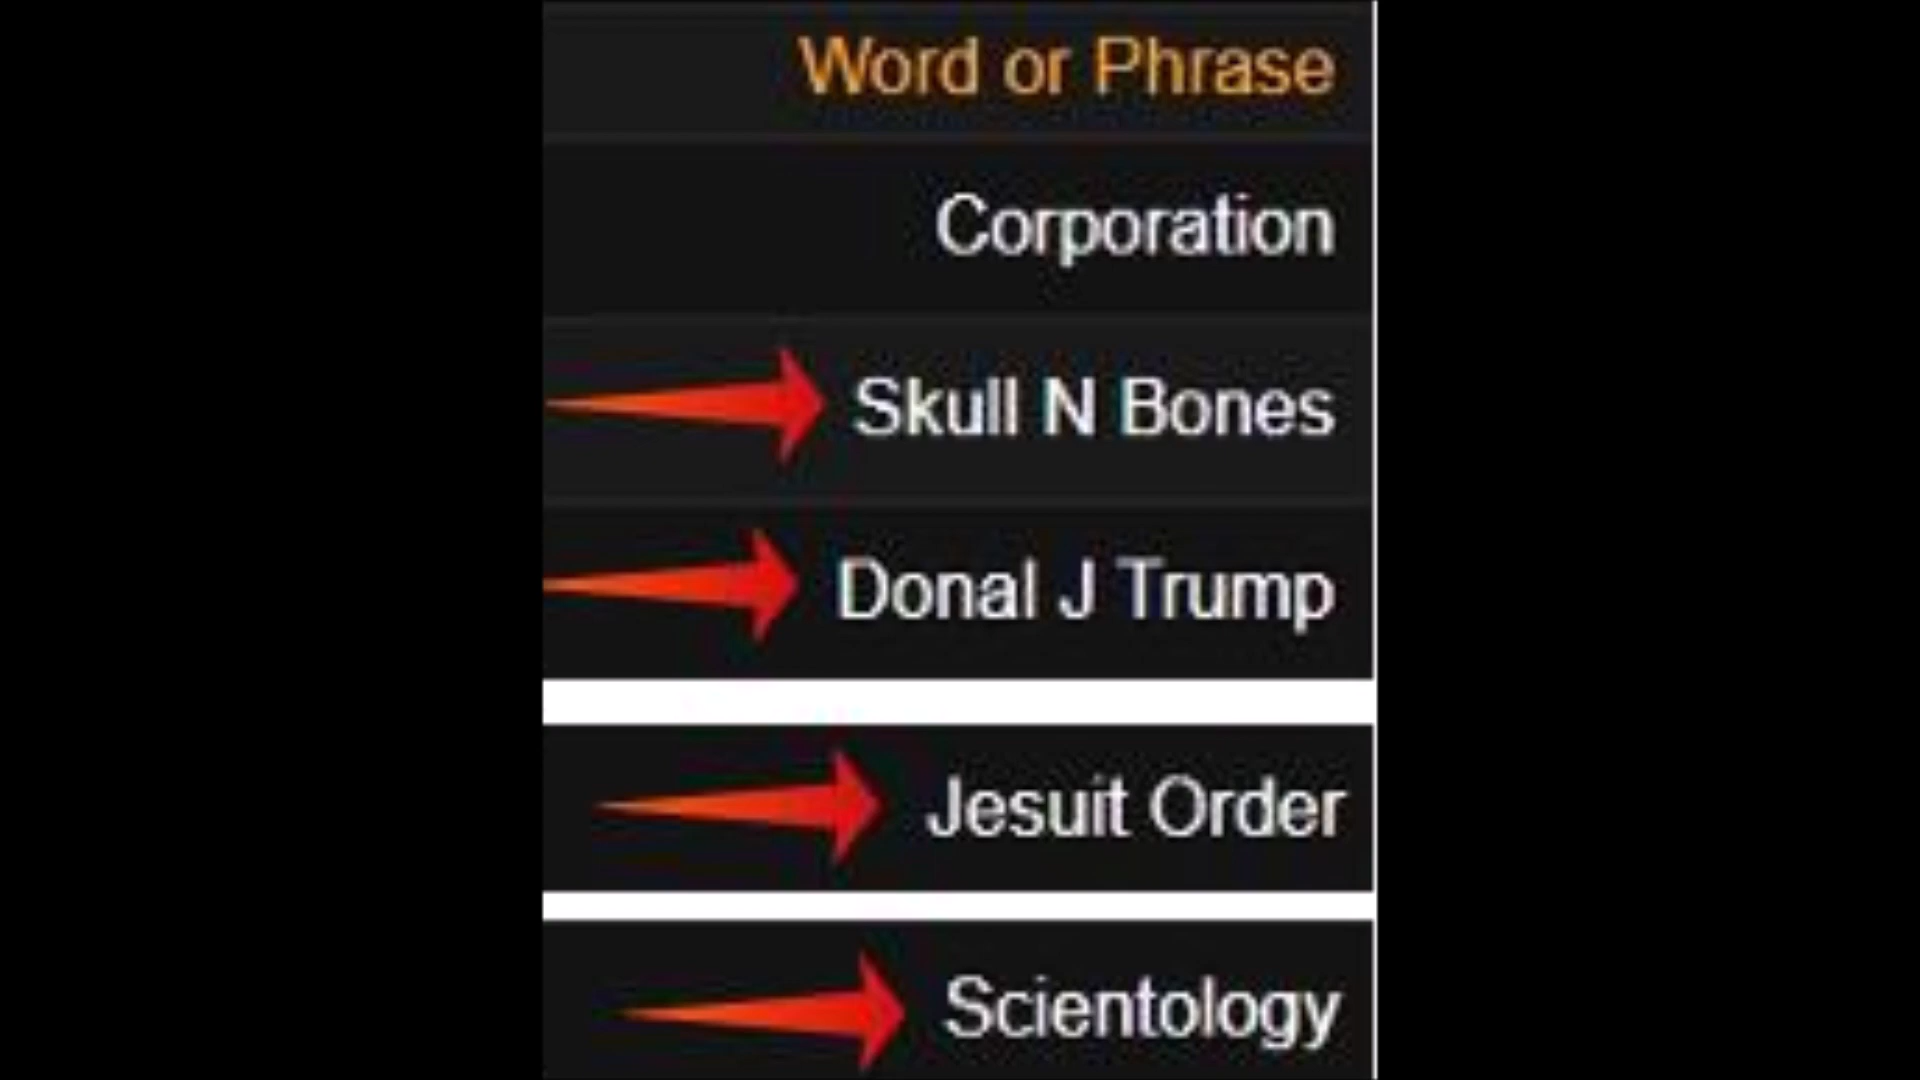 Word or Phrase
Corporation
Skull N Bones
Donal J Trump
Jesuit Order
Scientology